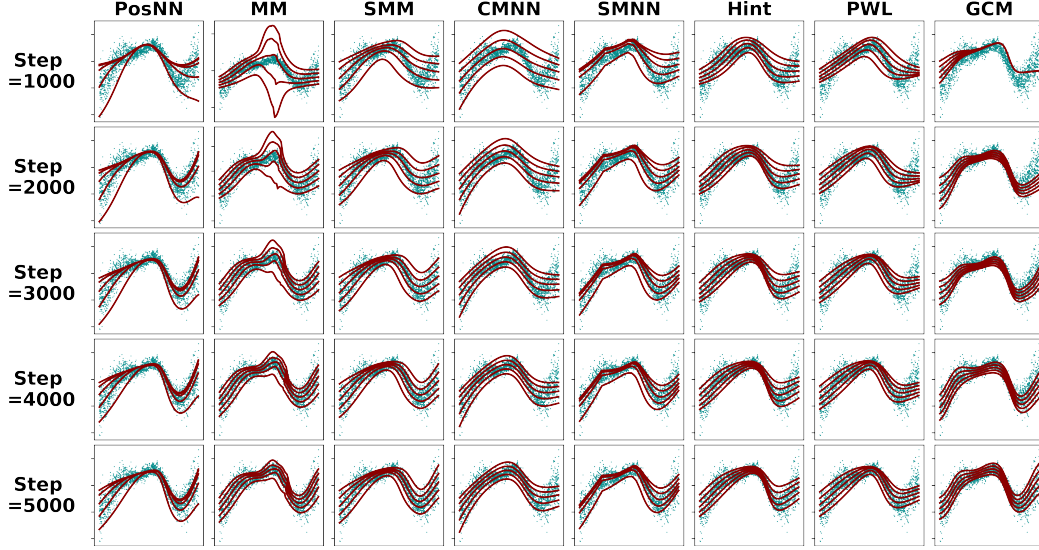 PosNN MM SMM CMNN SMNN Hint PWL GCM
Step
=1000
Step
=2000
Step
=3000
Step
=4000
Step
=5000